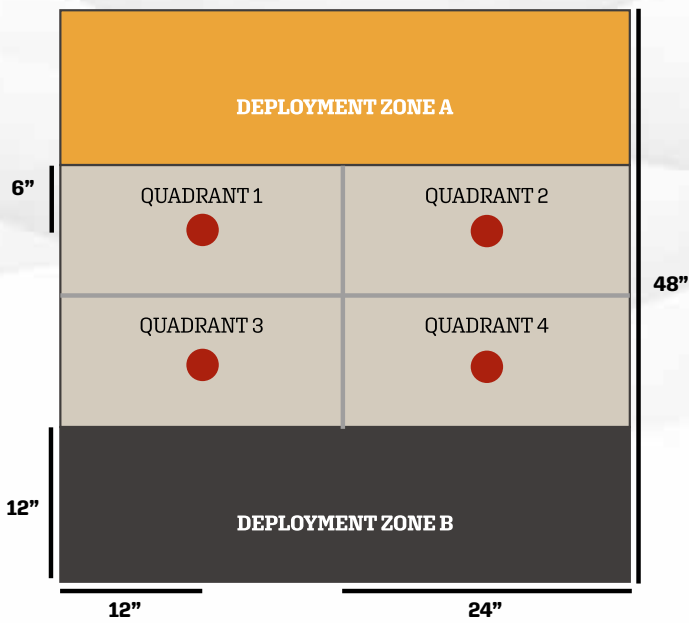 DEPLOYMENT ZONE A
6”
QUADRANT 1
QUADRANT 2
48”
QUADRANT 3
QUADRANT 4
12”
DEPLOYMENT ZONE B
12”
24”